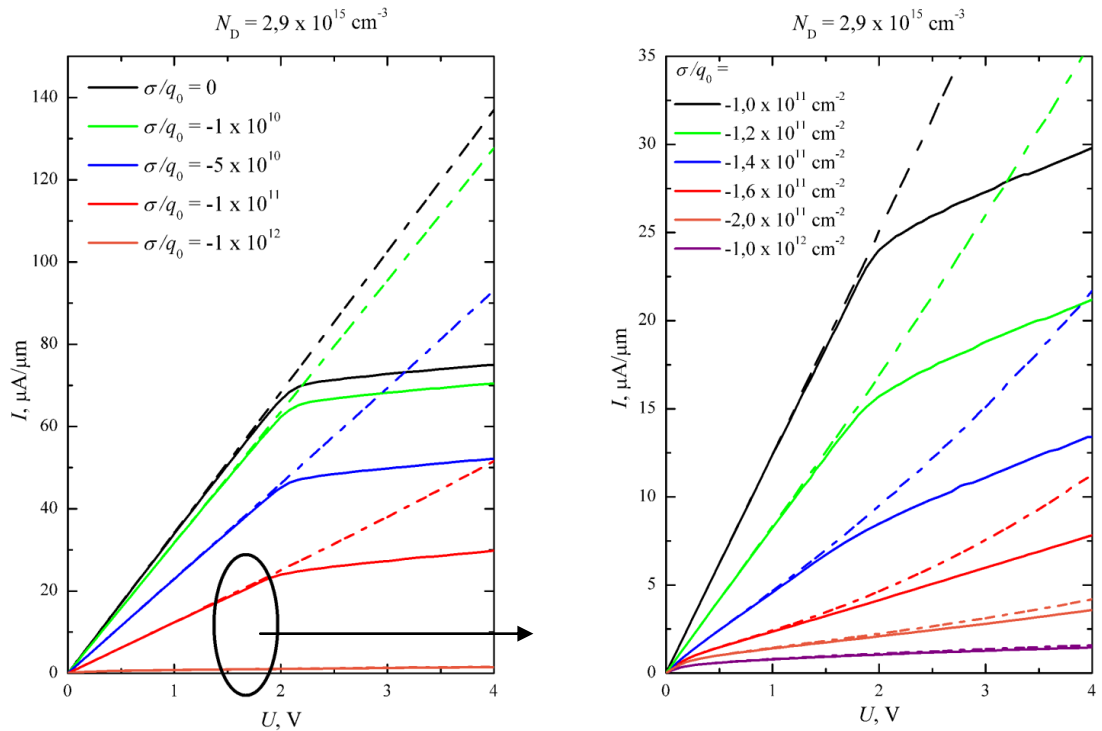 N_D = 2,9 x 10^15 cm^-3
140
120
100
80
60
40
20
0
I, μA/μm
σ/q_0 = 0
σ/q_0 = -1 x 10^10
σ/q_0 = -5 x 10^10
σ/q_0 = -1 x 10^11
σ/q_0 = -1 x 10^12
0 1 2 3 4
U, V
N_D = 2,9 x 10^15 cm^-3
35
30
25
20
15
10
5
0
I, μA/μm
σ/q_0 =
-1,0 x 10^11 cm^-2
-1,2 x 10^11 cm^-2
-1,4 x 10^11 cm^-2
-1,6 x 10^11 cm^-2
-2,0 x 10^11 cm^-2
-1,0 x 10^12 cm^-2
0 1 2 3 4
U, V